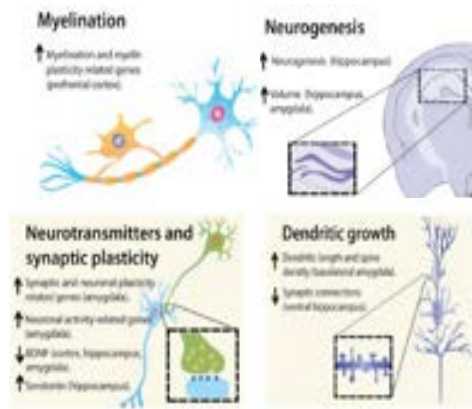 Myelination
↑ Myelination and myelin
plasticity-related genes
(prefrontal cortex).
Neurogenesis
↑ Neurogenesis (hippocampus)
↑ Volume (hippocampus,
amygdala).
Neurotransmitters and
synaptic plasticity
↑ Synaptic and neuronal plasticity
related genes (amygdala).
↑ Neuronal activity-related genes
(amygdala).
↓ BDNF (cortex, hippocampus,
amygdala).
↑ Serotonin (hippocampus).
Dendritic growth
↑ Dendritic length and spine
density (basolateral amygdala).
↓ Synaptic connectors
(ventral hippocampus).